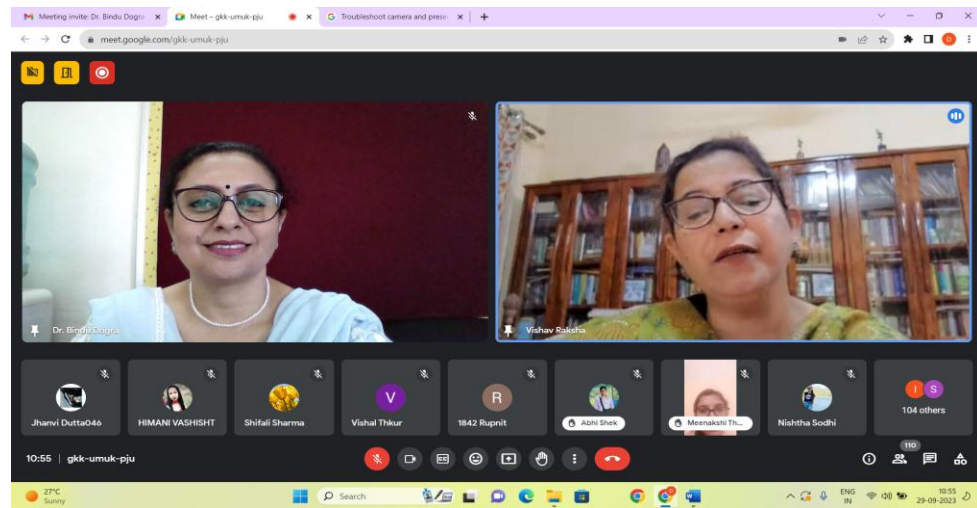 Meeting invite: Dr. Bindu Dogra
Meet – gkk-umuk-pju
Troubleshoot camera and prese
meet.google.com/gkk-umuk-pju
D
Dr. Bindu Dogra
Vishav Raksha
Jhanvi Dutta046
HIMANI VASHISHT
Shifali Sharma
V
Vishal Thkur
R
1842 Rupnit
Abhi Shek
Meenakshi Th...
Nishtha Sodhi
I S
104 others
10:55 | gkk-umuk-pju
CC
110
27°C
Sunny
Search
ENG
IN
10:55
29-09-2023